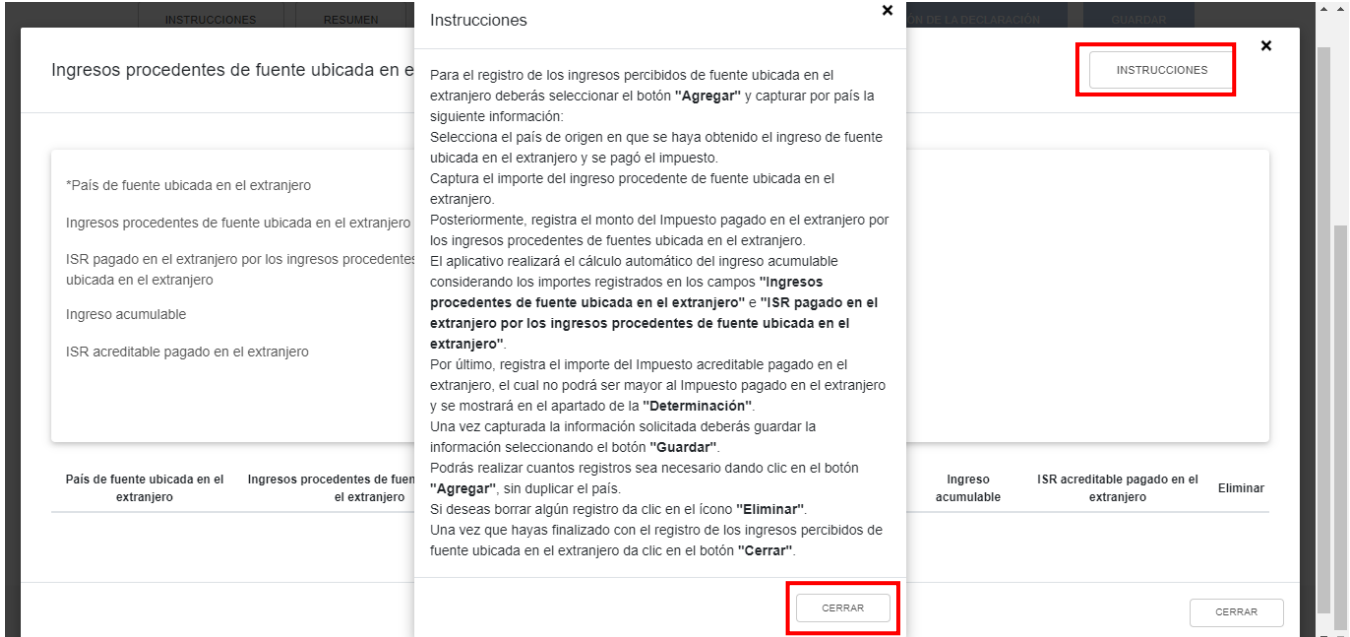 INSTRUCCIONES
RESUMEN
ÓN DE LA DECLARACIÓN
GUARDAR
Ingresos procedentes de fuente ubicada en e
INSTRUCCIONES
*País de fuente ubicada en el extranjero
Ingresos procedentes de fuente ubicada en el extranjero
ISR pagado en el extranjero por los ingresos procedentes
ubicada en el extranjero
Ingreso acumulable
ISR acreditable pagado en el extranjero
País de fuente ubicada en el
extranjero
Ingresos procedentes de fuen
el extranjero
Ingreso
acumulable
ISR acreditable pagado en el
extranjero
Eliminar
CERRAR
Instrucciones
Para el registro de los ingresos percibidos de fuente ubicada en el
extranjero deberás seleccionar el botón "Agregar" y capturar por país la
siguiente información:
Selecciona el país de origen en que se haya obtenido el ingreso de fuente
ubicada en el extranjero y se pagó el impuesto.
Captura el importe del ingreso procedente de fuente ubicada en el
extranjero.
Posteriormente, registra el monto del Impuesto pagado en el extranjero por
los ingresos procedentes de fuentes ubicada en el extranjero.
El aplicativo realizará el cálculo automático del ingreso acumulable
considerando los importes registrados en los campos "Ingresos
procedentes de fuente ubicada en el extranjero" e "ISR pagado en el
extranjero por los ingresos procedentes de fuente ubicada en el
extranjero".
Por último, registra el importe del Impuesto acreditable pagado en el
extranjero, el cual no podrá ser mayor al Impuesto pagado en el extranjero
y se mostrará en el apartado de la "Determinación".
Una vez capturada la información solicitada deberás guardar la
información seleccionando el botón "Guardar".
Podrás realizar cuantos registros sea necesario dando clic en el botón
"Agregar", sin duplicar el país.
Si deseas borrar algún registro da clic en el ícono "Eliminar".
Una vez que hayas finalizado con el registro de los ingresos percibidos de
fuente ubicada en el extranjero da clic en el botón "Cerrar".
CERRAR